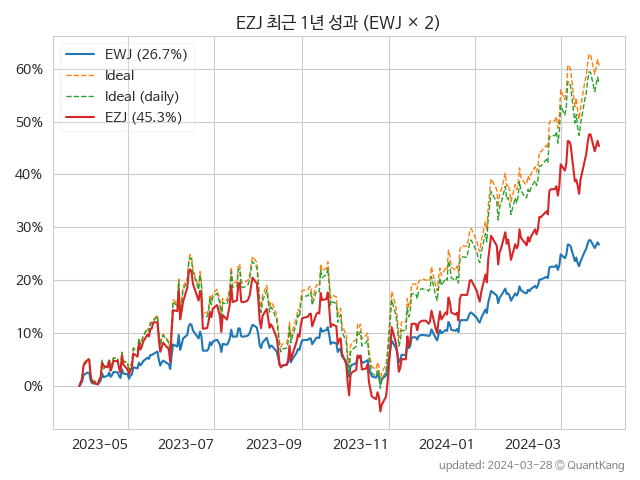 EZJ 최근 1년 성과 (EWJ × 2)
EWJ (26.7%)
Ideal
Ideal (daily)
EZJ (45.3%)
60%
50%
40%
30%
20%
10%
0%
2023-05 2023-07 2023-09 2023-11 2024-01 2024-03
updated: 2024-03-28 © QuantKang